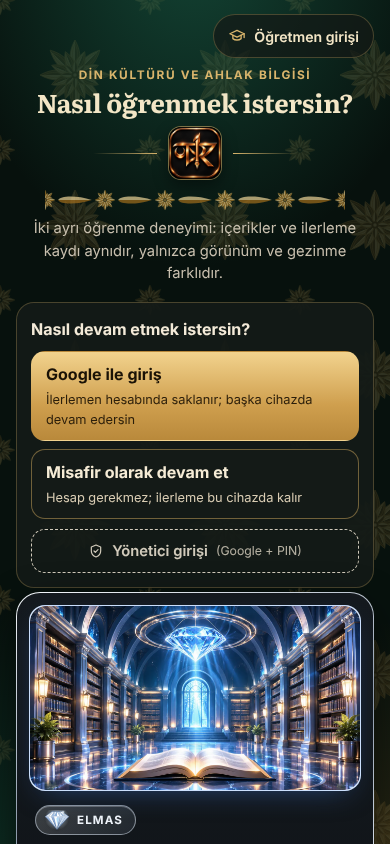 Öğretmen girişi
DİN KÜLTÜRÜ VE AHLAK BİLGİSİ
Nasıl öğrenmek istersin?
İki ayrı öğrenme deneyimi: içerikler ve ilerleme
kaydı aynıdır, yalnızca görünüm ve gezinme
farklıdır.
Nasıl devam etmek istersin?
Google ile giriş
İlerlemen hesabında saklanır; başka cihazda
devam edersin
Misafir olarak devam et
Hesap gerekmez; ilerleme bu cihazda kalır
Yönetici girişi (Google + PIN)
ELMAS